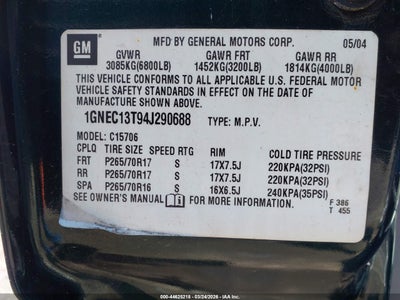 GM
MFD BY GENERAL MOTORS CORP. 05/04
GVWR GAWR FRT GAWR RR
3085KG(6800LB) 1452KG(3200LB) 1814KG(4000LB)
THIS VEHICLE CONFORMS TO ALL APPLICABLE U.S. FEDERAL MOTOR
VEHICLE SAFETY STANDARDS IN EFFECT ON THE DATE OF
MANUFACTURE SHOWN ABOVE.
1GNEC13T94J290688 TYPE: M.P.V.
MODEL: C15706
CPLQ TIRE SIZE SPEED RTG RIM COLD TIRE PRESSURE
FRT P265/70R17 S 17X7.5J 220KPA(32PSI)
RR P265/70R17 S 17X7.5J 220KPA(32PSI)
SPA P265/70R16 S 16X6.5J 240KPA(35PSI)
SEE OWNER'S MANUAL FOR MORE INFORMATION. F 386
T 455
000-44625218 - 03/24/2026 - IAA